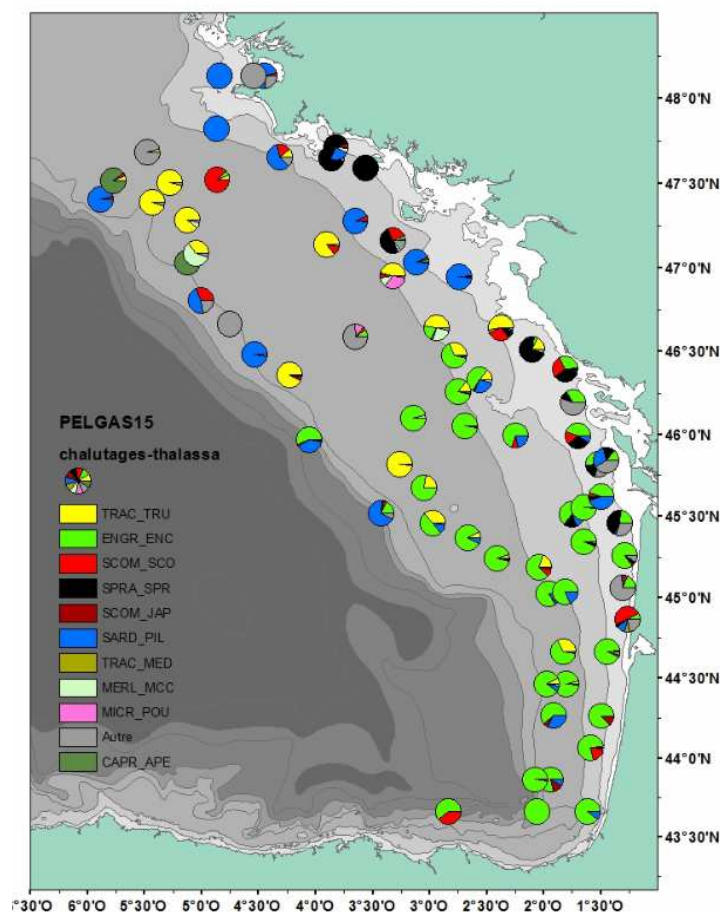 48°0'N
47°30'N
47°0'N
46°30'N
46°0'N
45°30'N
45°0'N
44°30'N
44°0'N
43°30'N
PELGAS15
chalutages-thalassa
TRAC_TRU
ENGR_ENC
SCOM_SCO
SPRA_SPR
SCOM_JAP
SARD_PIL
TRAC_MED
MERL_MCC
MICR_POU
Autre
CAPR_APE
°30'O 6°0'O 5°30'O 5°0'O 4°30'O 4°0'O 3°30'O 3°0'O 2°30'O 2°0'O 1°30'O